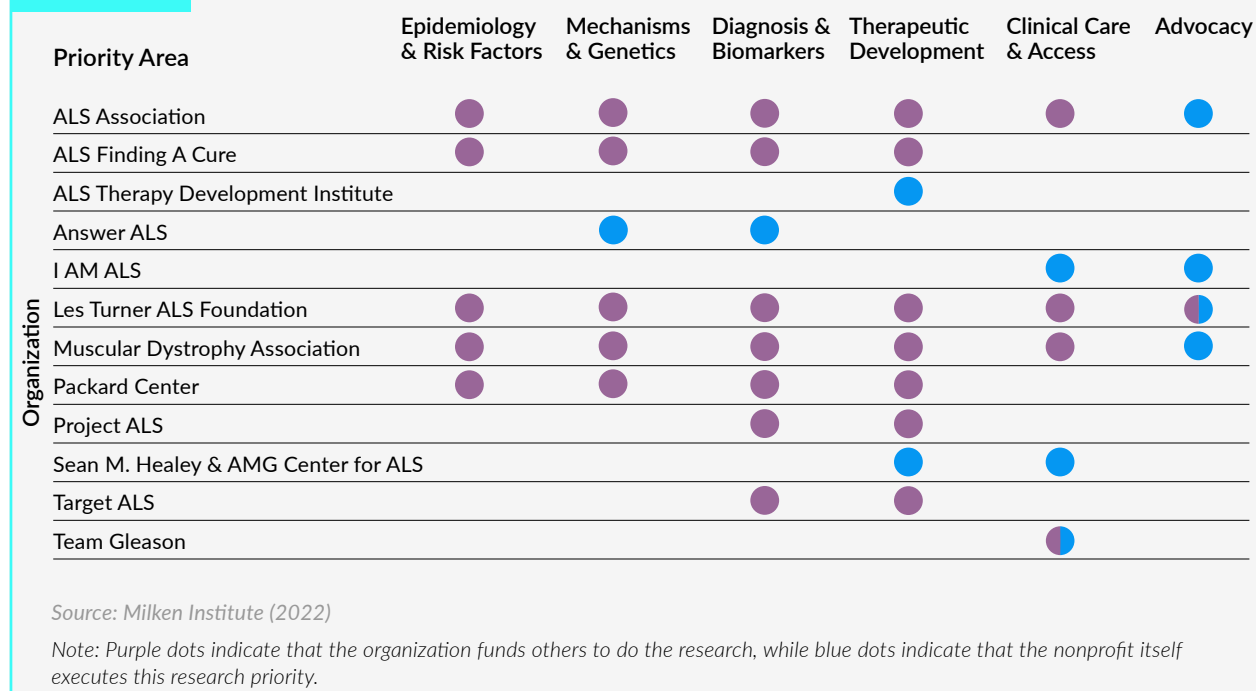 Priority Area
Epidemiology
& Risk Factors
Mechanisms
& Genetics
Diagnosis &
Biomarkers
Therapeutic
Development
Clinical Care
& Access
Advocacy
Organization
ALS Association
ALS Finding A Cure
ALS Therapy Development Institute
Answer ALS
I AM ALS
Les Turner ALS Foundation
Muscular Dystrophy Association
Packard Center
Project ALS
Sean M. Healey & AMG Center for ALS
Target ALS
Team Gleason
Source: Milken Institute (2022)
Note: Purple dots indicate that the organization funds others to do the research, while blue dots indicate that the nonprofit itself
executes this research priority.